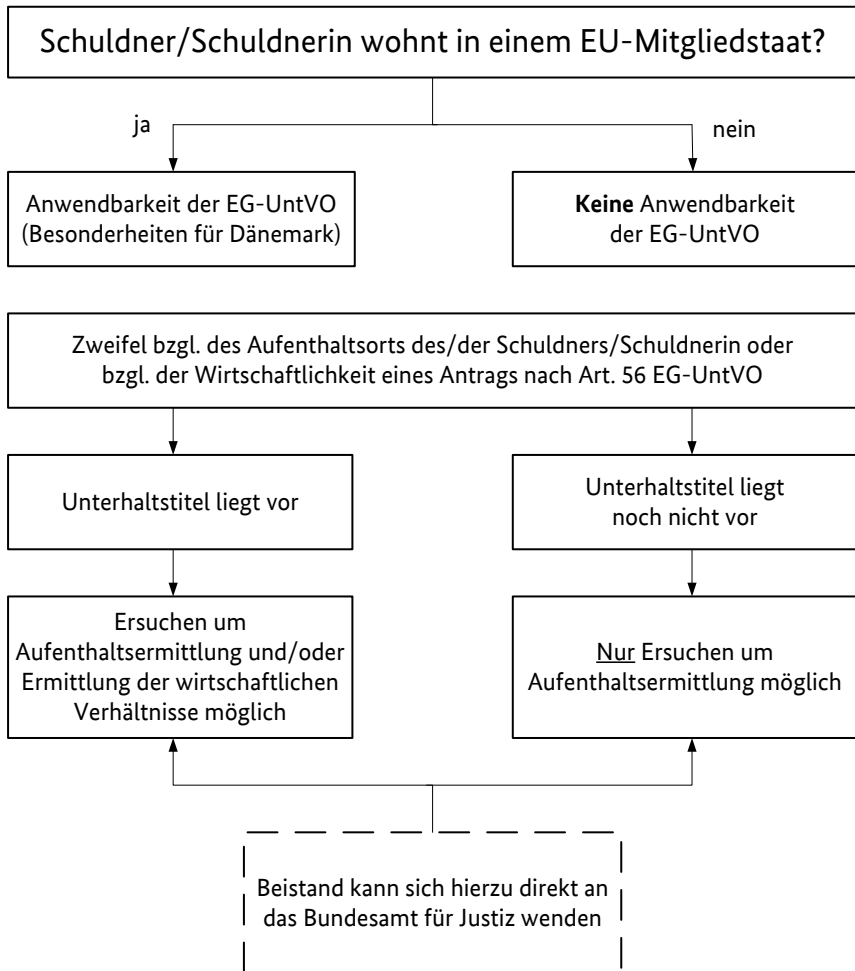 Schuldner/Schuldnerin wohnt in einem EU-Mitgliedstaat?
ja
nein
Anwendbarkeit der EG-UntVO
(Besonderheiten für Dänemark)
Keine Anwendbarkeit
der EG-UntVO
Zweifel bzgl. des Aufenthaltsorts des/der Schuldners/Schuldnerin oder
bzgl. der Wirtschaftlichkeit eines Antrags nach Art. 56 EG-UntVO
Unterhaltstitel liegt vor
Unterhaltstitel liegt
noch nicht vor
Ersuchen um
Aufenthaltsermittlung und/oder
Ermittlung der wirtschaftlichen
Verhältnisse möglich
Nur Ersuchen um
Aufenthaltsermittlung möglich
Beistand kann sich hierzu direkt an
das Bundesamt für Justiz wenden